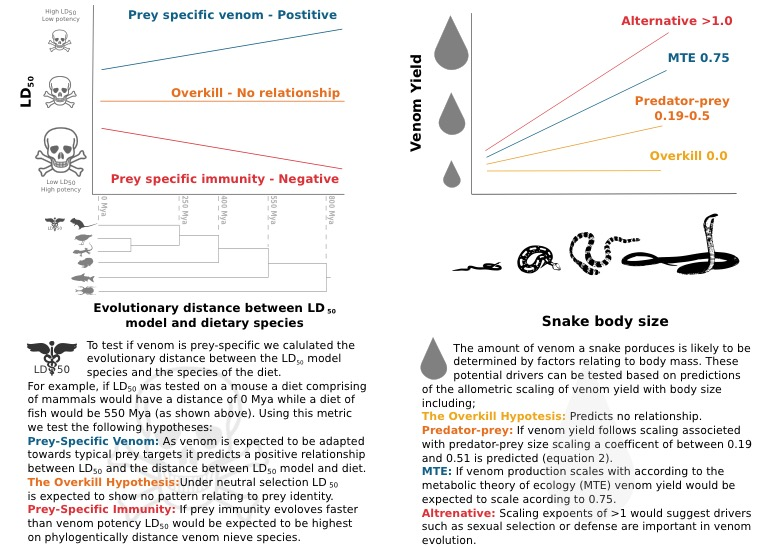 High LD50
Low potency
Prey specific venom - Postitive
LD50
Overkill - No relationship
Low LD50
High potency
Prey specific immunity - Negative
0 Mya
250 Mya
400 Mya
550 Mya
800 Mya
LD50
Evolutionary distance between LD50
model and dietary species
LD50
To test if venom is prey-specific we calulated the
evolutionary distance between the LD50 model
species and the species of the diet.
For example, if LD50 was tested on a mouse a diet comprising
of mammals would have a distance of 0 Mya while a diet of
fish would be 550 Mya (as shown above). Using this metric
we test the following hypotheses:
Prey-Specific Venom: As venom is expected to be adapted
towards typical prey targets it predicts a positive relationship
between LD50 and the distance between LD50 model and diet.
The Overkill Hypothesis:Under neutral selection LD50
is expected to show no pattern relating to prey identity.
Prey-Specific Immunity: If prey immunity evoloves faster
than venom potency LD50 would be expected to be highest
on phylogentically distance venom nieve species.
Venom Yield
Alternative >1.0
MTE 0.75
Predator-prey
0.19-0.5
Overkill 0.0
Snake body size
The amount of venom a snake porduces is likely to be
determined by factors relating to body mass. These
potential drivers can be tested based on predictions
of the allometric scaling of venom yield with body size
including;
The Overkill Hypotesis: Predicts no relationship.
Predator-prey: If venom yield follows scaling associeted
with predator-prey size scaling a coefficent of between 0.19
and 0.51 is predicted (equation 2).
MTE: If venom production scales with according to the
metabolic theory of ecology (MTE) venom yield would be
expected to scale acording to 0.75.
Altrenative: Scaling expoents of >1 would suggest drivers
such as sexual selection or defense are important in venom
evolution.